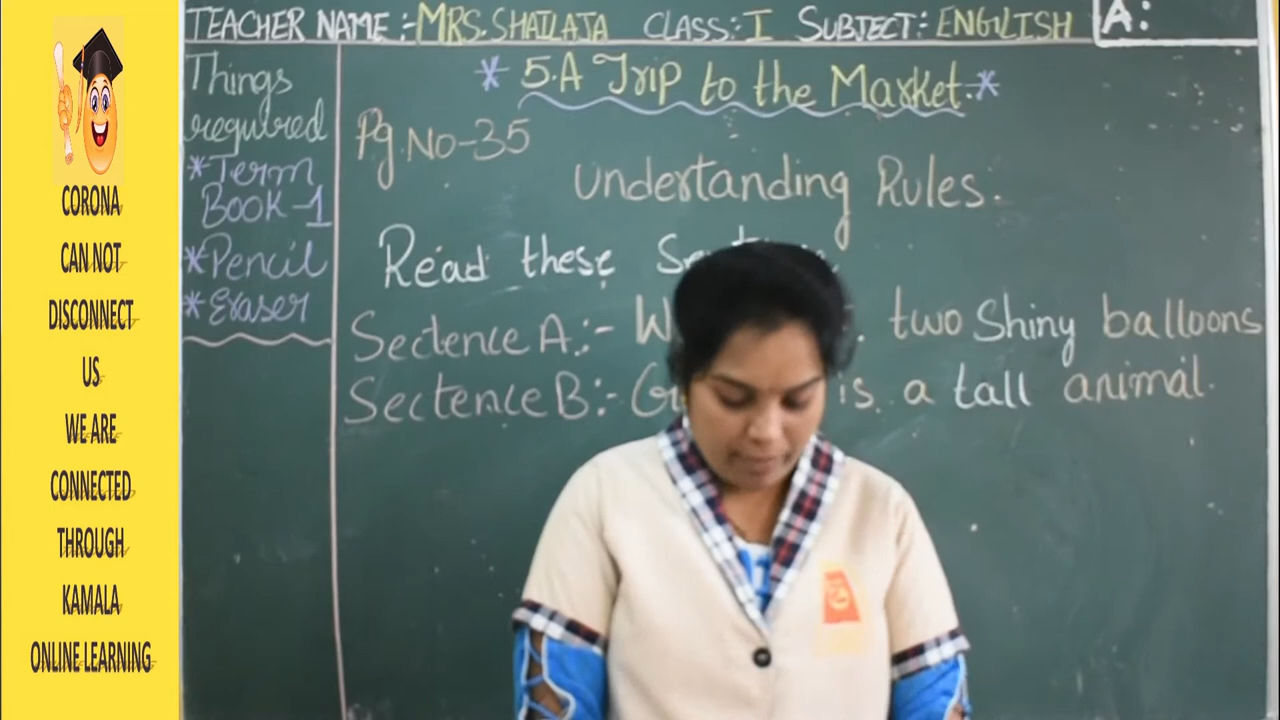 CORONA
CAN NOT
DISCONNECT
US
WE ARE
CONNECTED
THROUGH
KAMALA
ONLINE LEARNING
TEACHER NAME :- MRS. SHAILAJA CLASS:- I SUBJECT:- ENGLISH A:
Things
required
*Term
Book-1
*Pencil
*Eraser
* 5.A Trip to the Market. *
Pg.No-35
Understanding Rules.
Read these
Sectence A:- two Shiny balloons
Sectence B:- is a tall animal.